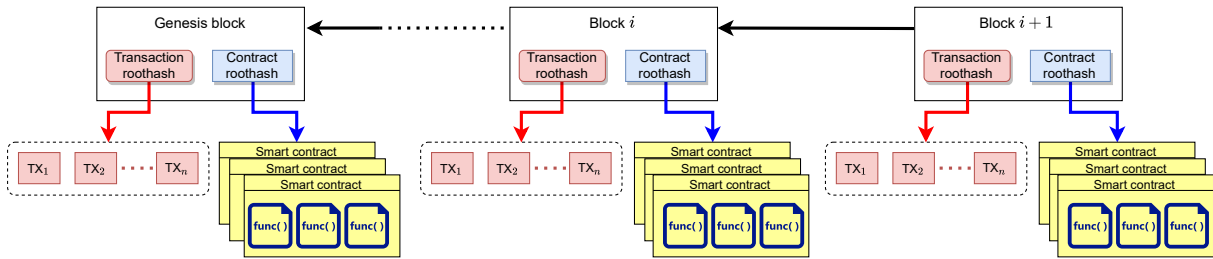 Genesis block
Transaction
roothash
Contract
roothash
TX₁
TX₂
TXₙ
Smart contract
Smart contract
Smart contract
func( )
func( )
func( )
Block i
Transaction
roothash
Contract
roothash
TX₁
TX₂
TXₙ
Smart contract
Smart contract
Smart contract
func( )
func( )
func( )
Block i + 1
Transaction
roothash
Contract
roothash
TX₁
TX₂
TXₙ
Smart contract
Smart contract
Smart contract
func( )
func( )
func( )